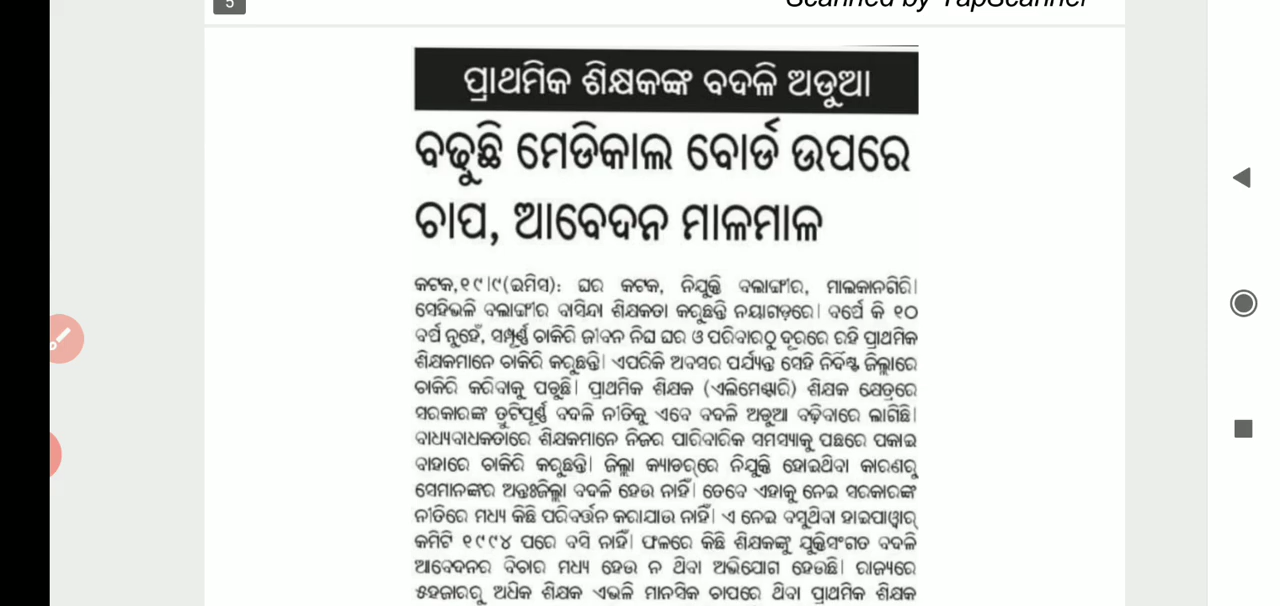 5
Scanned by TapScanner
ପ୍ରାଥମିକ ଶିକ୍ଷକଙ୍କ ବଦଳି ଅଡୁଆ
ବଢ଼ୁଛି ମେଡିକାଲ ବୋର୍ଡ ଉପରେ
ଚାପ, ଆବେଦନ ମାଳମାଳ
କଟକ,୧୯।୯(ଇମିସ): ଘର କଟକ, ନିଯୁକ୍ତି ବଲାଙ୍ଗୀର, ମାଲକାନଗିରି।
ସେହିଭଳି ବଲାଙ୍ଗୀର ବାସିନ୍ଦା ଶିକ୍ଷକତା କରୁଛନ୍ତି ନୟାଗଡ଼ରେ। ବର୍ଷେ କି ୧୦
ବର୍ଷ ନୁହେଁ, ସମ୍ପୂର୍ଣ୍ଣ ଚାକିରି ଜୀବନ ନିଘ ଘର ଓ ପରିବାରଠୁ ଦୂରରେ ରହି ପ୍ରାଥମିକ
ଶିକ୍ଷକମାନେ ଚାକିରି କରୁଛନ୍ତି। ଏପରିକି ଅବସର ପର୍ଯ୍ୟନ୍ତ ସେହି ନିର୍ଦ୍ଦିଷ୍ଟ ଜିଲ୍ଲାରେ
ଚାକିରି କରିବାକୁ ପଡୁଛି। ପ୍ରାଥମିକ ଶିକ୍ଷକ (ଏଲିମେଣ୍ଟାରି) ଶିକ୍ଷକ କ୍ଷେତ୍ରରେ
ସରକାରଙ୍କ ତ୍ରୁଟିପୂର୍ଣ୍ଣ ବଦଳି ନୀତିକୁ ଏବେ ବଦଳି ଅଡୁଆ ବଢ଼ିବାରେ ଲାଗିଛି।
ବାଧ୍ୟବାଧକତାରେ ଶିକ୍ଷକମାନେ ନିଜର ପାରିବାରିକ ସମସ୍ୟାକୁ ପଛରେ ପକାଇ
ବାହାରେ ଚାକିରି କରୁଛନ୍ତି। ଜିଲ୍ଲା କ୍ୟାଡର୍‌ରେ ନିଯୁକ୍ତି ହୋଇଥିବା କାରଣରୁ
ସେମାନଙ୍କର ଅନ୍ତଃଜିଲ୍ଲା ବଦଳି ହେଉ ନାହିଁ। ତେବେ ଏହାକୁ ନେଇ ସରକାରଙ୍କ
ନୀତିରେ ମଧ୍ୟ କିଛି ପରିବର୍ତ୍ତନ କରାଯାଉ ନାହିଁ। ଏ ନେଇ ବସୁଥିବା ହାଇପାୱାର୍
କମିଟି ୧୯୯୪ ପରେ ବସି ନାହିଁ। ଫଳରେ କିଛି ଶିକ୍ଷକଙ୍କୁ ଯୁକ୍ତିସଂଗତ ବଦଳି
ଆବେଦନର ବିଚାର ମଧ୍ୟ ହେଉ ନ ଥିବା ଅଭିଯୋଗ ହେଉଛି। ରାଜ୍ୟରେ
୫ହଜାରରୁ ଅଧିକ ଶିକ୍ଷକ ଏଭଳି ମାନସିକ ଚାପରେ ଥିବା ପ୍ରାଥମିକ ଶିକ୍ଷକ